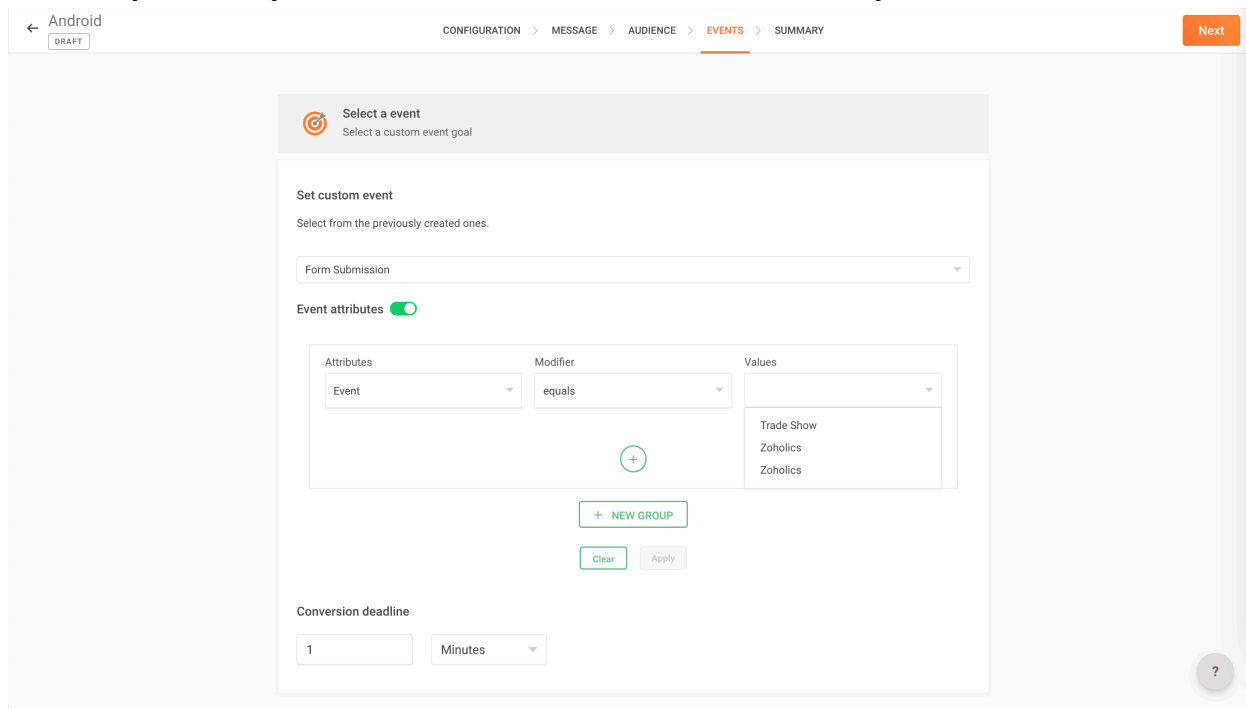 Android
DRAFT
CONFIGURATION > MESSAGE > AUDIENCE > EVENTS > SUMMARY
Next
Select a event
Select a custom event goal
Set custom event
Select from the previously created ones.
Form Submission
Event attributes
Attributes Modifier Values
Event equals
Trade Show
Zoholics
Zoholics
+
+ NEW GROUP
Clear Apply
Conversion deadline
1 Minutes
?